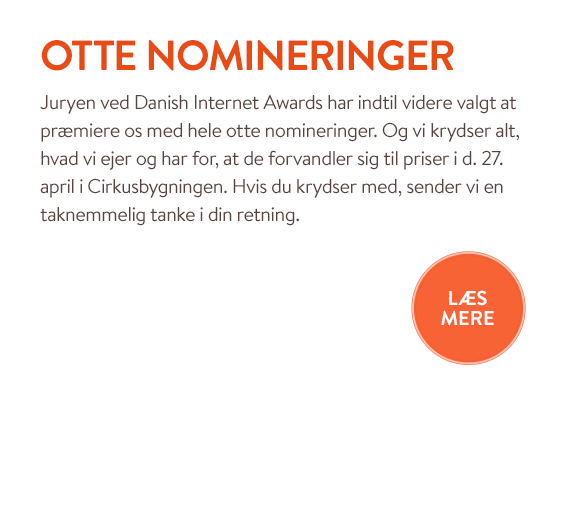 OTTE NOMINERINGER
Juryen ved Danish Internet Awards har indtil videre valgt at
præmiere os med hele otte nomineringer. Og vi krydser alt,
hvad vi ejer og har for, at de forvandler sig til priser i d. 27.
april i Cirkusbygningen. Hvis du krydser med, sender vi en
taknemmelig tanke i din retning.
LÆS
MERE